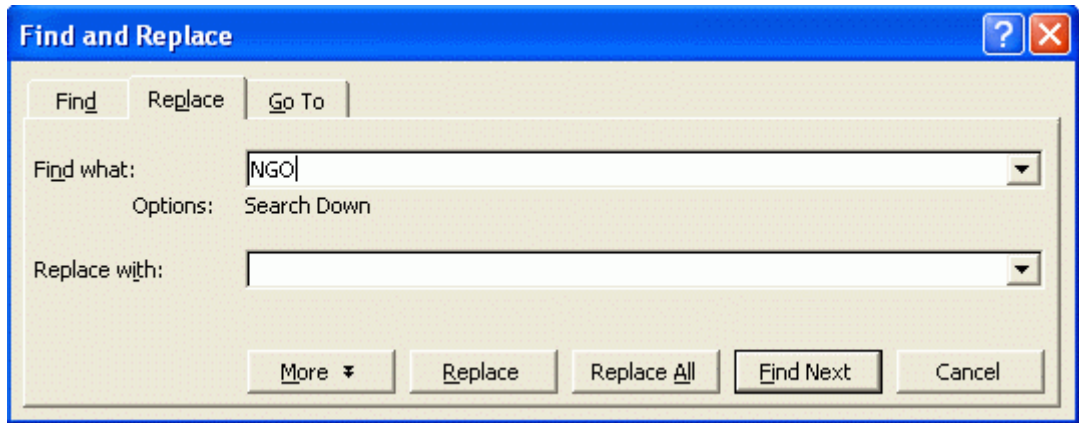 Find and Replace
Find Replace Go To
Find what: NGO
Options: Search Down
Replace with:
More Replace Replace All Find Next Cancel